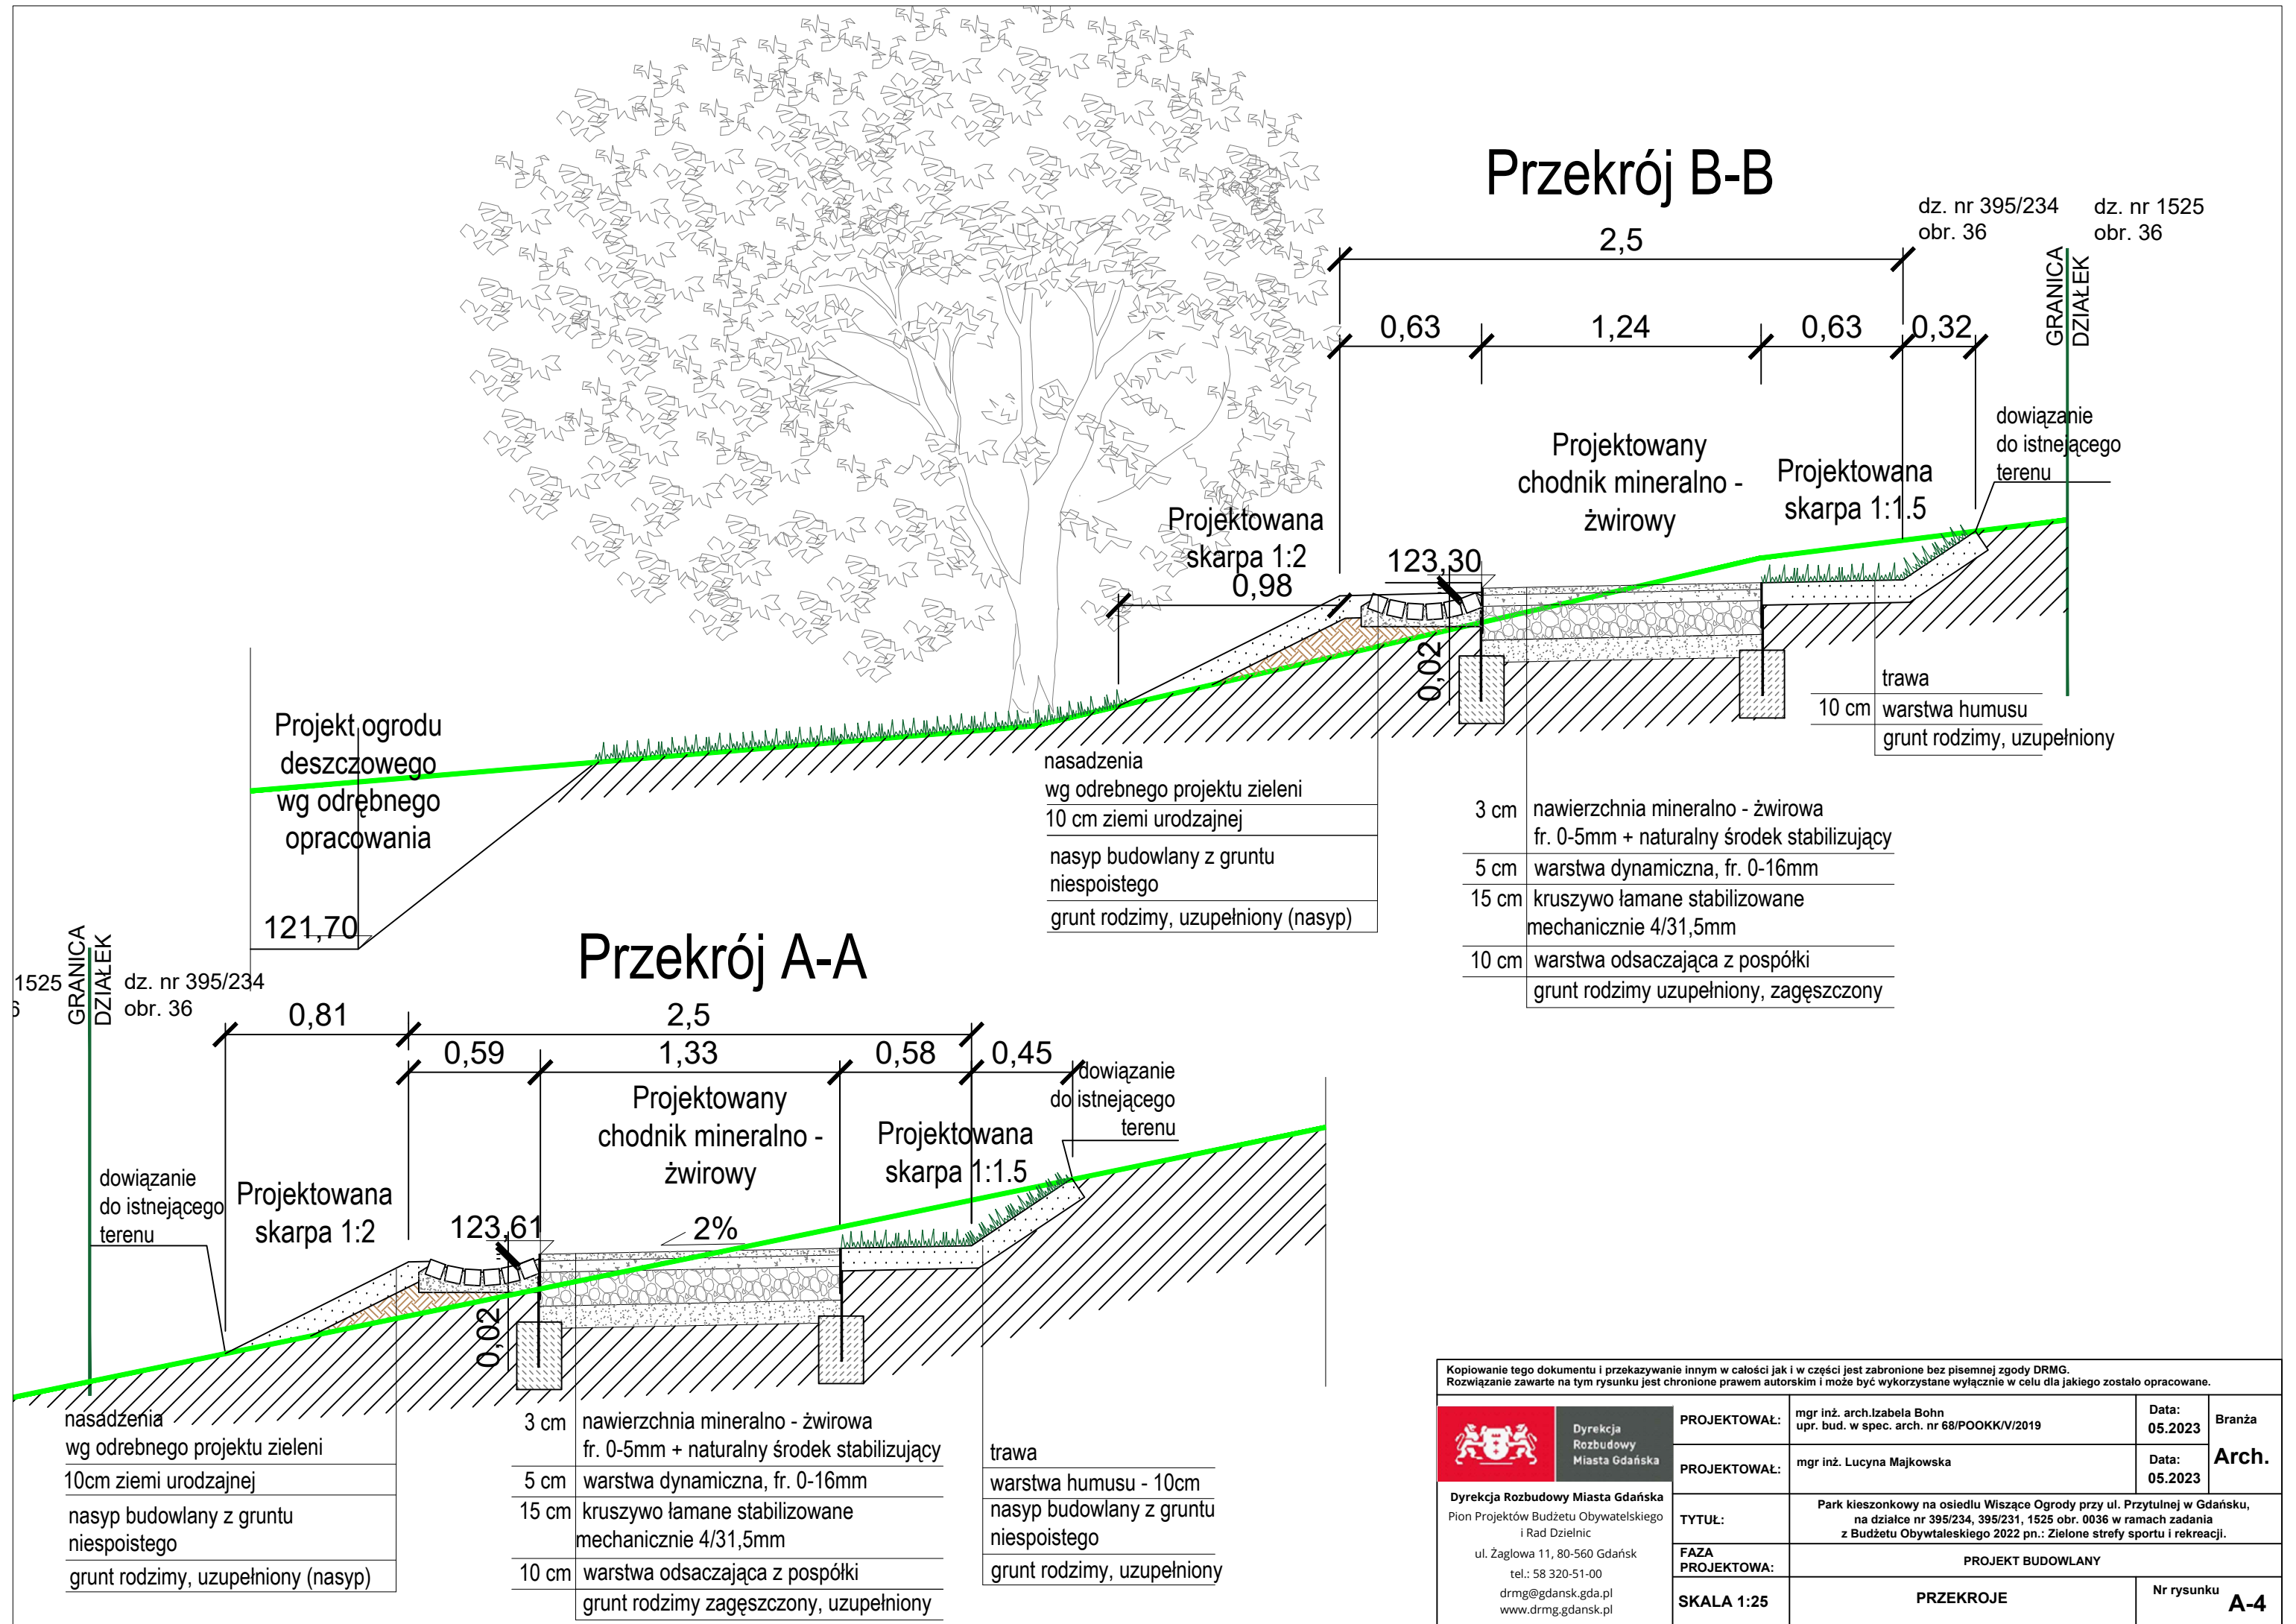 Przekrój B-B
dz. nr 395/234
obr. 36
dz. nr 1525
obr. 36
GRANICA
DZIAŁEK
2,5
0,63
1,24
0,63
0,32
dowiązanie
do istnejącego
terenu
Projektowany
chodnik mineralno -
żwirowy
Projektowana
skarpa 1:1.5
Projektowana
skarpa 1:2
0,98
123,30
0,02
Projekt ogrodu
deszczowego
wg odrębnego
opracowania
121,70
nasadzenia
wg odrebnego projektu zieleni
10 cm ziemi urodzajnej
nasyp budowlany z gruntu
niespoistego
grunt rodzimy, uzupełniony (nasyp)
3 cm nawierzchnia mineralno - żwirowa
fr. 0-5mm + naturalny środek stabilizujący
5 cm warstwa dynamiczna, fr. 0-16mm
15 cm kruszywo łamane stabilizowane
mechanicznie 4/31,5mm
10 cm warstwa odsaczająca z pospółki
grunt rodzimy uzupełniony, zagęszczony
trawa
10 cm warstwa humusu
grunt rodzimy, uzupełniony
Przekrój A-A
1525
6
GRANICA
DZIAŁEK
dz. nr 395/234
obr. 36
0,81
2,5
0,59
1,33
0,58
0,45
dowiązanie
do istnejącego
terenu
Projektowany
chodnik mineralno -
żwirowy
Projektowana
skarpa 1:1.5
dowiązanie
do istnejącego
terenu
Projektowana
skarpa 1:2
123,61
2%
0,02
nasadzenia
wg odrebnego projektu zieleni
10cm ziemi urodzajnej
nasyp budowlany z gruntu
niespoistego
grunt rodzimy, uzupełniony (nasyp)
3 cm nawierzchnia mineralno - żwirowa
fr. 0-5mm + naturalny środek stabilizujący
5 cm warstwa dynamiczna, fr. 0-16mm
15 cm kruszywo łamane stabilizowane
mechanicznie 4/31,5mm
10 cm warstwa odsaczająca z pospółki
grunt rodzimy zagęszczony, uzupełniony
trawa
warstwa humusu - 10cm
nasyp budowlany z gruntu
niespoistego
grunt rodzimy, uzupełniony
Kopiowanie tego dokumentu i przekazywanie innym w całości jak i w części jest zabronione bez pisemnej zgody DRMG.
Rozwiązanie zawarte na tym rysunku jest chronione prawem autorskim i może być wykorzystane wyłącznie w celu dla jakiego zostało opracowane.
Dyrekcja
Rozbudowy
Miasta Gdańska
Dyrekcja Rozbudowy Miasta Gdańska
Pion Projektów Budżetu Obywatelskiego
i Rad Dzielnic
ul. Żaglowa 11, 80-560 Gdańsk
tel.: 58 320-51-00
drmg@gdansk.gda.pl
www.drmg.gdansk.pl
PROJEKTOWAŁ:
mgr inż. arch.Izabela Bohn
upr. bud. w spec. arch. nr 68/POOKK/V/2019
Data:
05.2023
Branża
Arch.
PROJEKTOWAŁ:
mgr inż. Lucyna Majkowska
Data:
05.2023
TYTUŁ:
Park kieszonkowy na osiedlu Wiszące Ogrody przy ul. Przytulnej w Gdańsku,
na działce nr 395/234, 395/231, 1525 obr. 0036 w ramach zadania
z Budżetu Obywtaleskiego 2022 pn.: Zielone strefy sportu i rekreacji.
FAZA
PROJEKTOWA:
PROJEKT BUDOWLANY
SKALA 1:25
PRZEKROJE
Nr rysunku
A-4